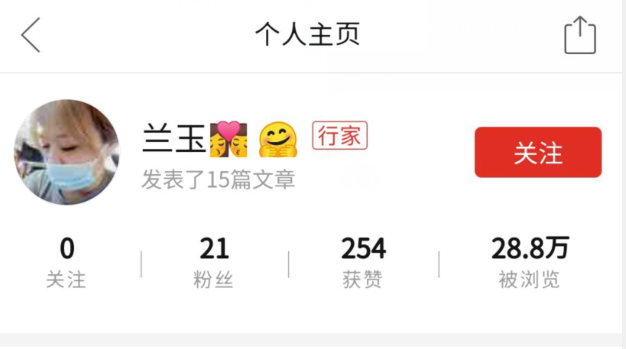 个人主页
兰玉💏 🤗 行家
关注
发表了15篇文章
0 21 254 28.8万
关注 粉丝 获赞 被浏览